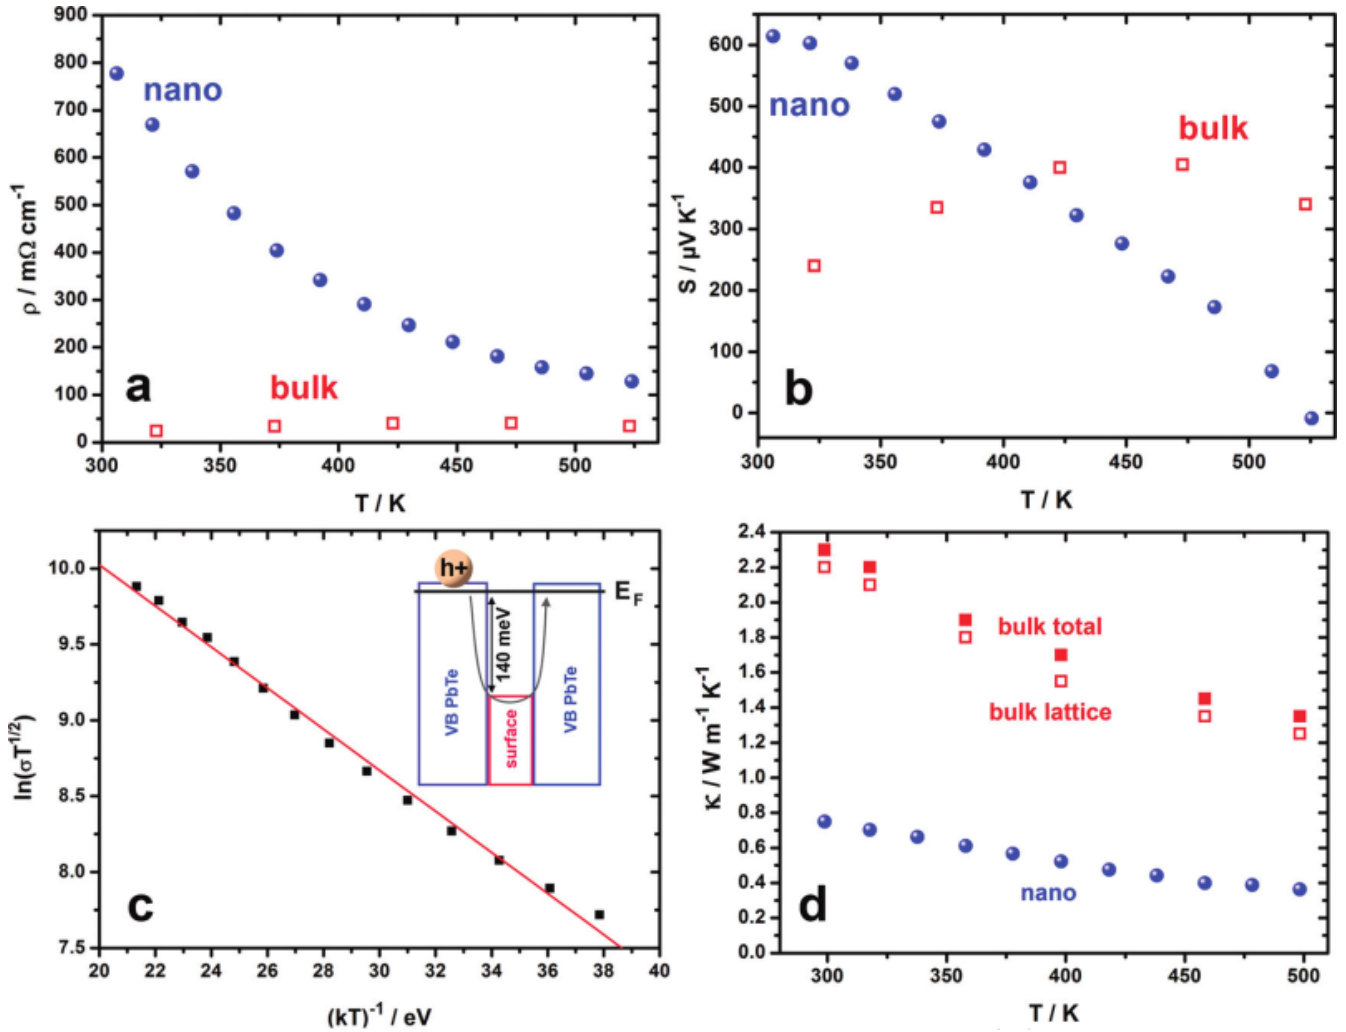 900
800
700
600
500
400
300
200
100
0
ρ / mΩ cm⁻¹
nano
bulk
a
300 350 400 450 500
T / K
600
500
400
300
200
100
0
S / µV K⁻¹
nano
bulk
b
300 350 400 450 500
T / K
10.0
9.5
9.0
8.5
8.0
7.5
ln(σT¹/²)
h+
E_F
140 meV
VB PbTe
surface
VB PbTe
c
20 22 24 26 28 30 32 34 36 38 40
(kT)⁻¹ / eV
2.4
2.2
2.0
1.8
1.6
1.4
1.2
1.0
0.8
0.6
0.4
0.2
0.0
κ / W m⁻¹ K⁻¹
bulk total
bulk lattice
nano
d
300 350 400 450 500
T / K